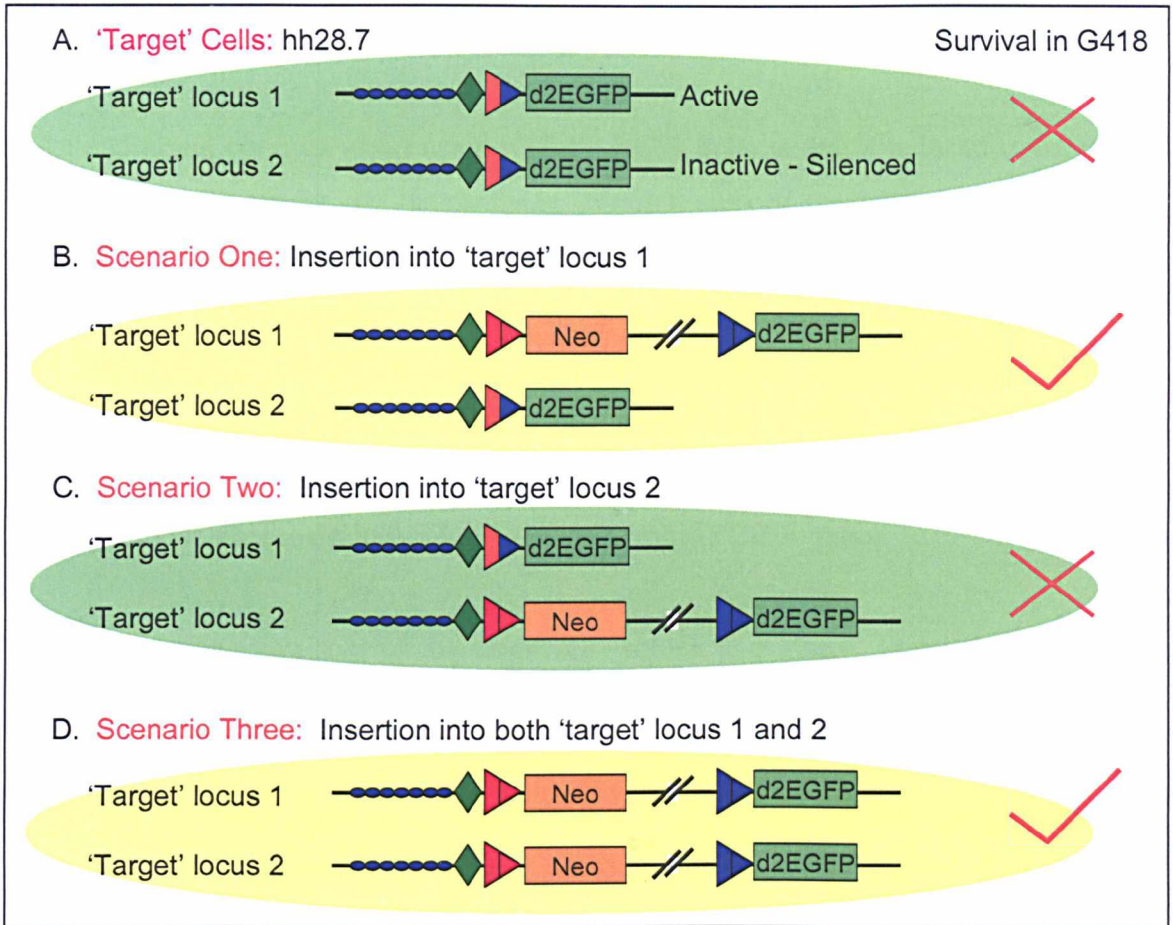 A. 'Target' Cells: hh28.7 Survival in G418
'Target' locus 1 d2EGFP Active
'Target' locus 2 d2EGFP Inactive - Silenced
B. Scenario One: Insertion into 'target' locus 1
'Target' locus 1 Neo d2EGFP
'Target' locus 2 d2EGFP
C. Scenario Two: Insertion into 'target' locus 2
'Target' locus 1 d2EGFP
'Target' locus 2 Neo d2EGFP
D. Scenario Three: Insertion into both 'target' locus 1 and 2
'Target' locus 1 Neo d2EGFP
'Target' locus 2 Neo d2EGFP